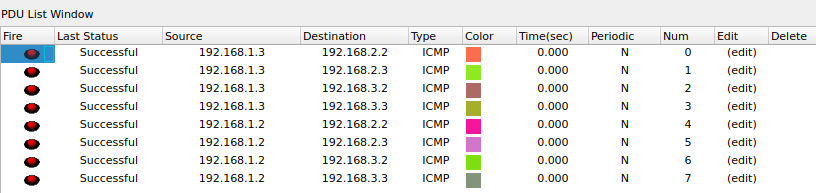 PDU List Window
Fire Last Status Source Destination Type Color Time(sec) Periodic Num Edit Delete
Successful 192.168.1.3 192.168.2.2 ICMP 0.000 N 0 (edit)
Successful 192.168.1.3 192.168.2.3 ICMP 0.000 N 1 (edit)
Successful 192.168.1.3 192.168.3.2 ICMP 0.000 N 2 (edit)
Successful 192.168.1.3 192.168.3.3 ICMP 0.000 N 3 (edit)
Successful 192.168.1.2 192.168.2.2 ICMP 0.000 N 4 (edit)
Successful 192.168.1.2 192.168.2.3 ICMP 0.000 N 5 (edit)
Successful 192.168.1.2 192.168.3.2 ICMP 0.000 N 6 (edit)
Successful 192.168.1.2 192.168.3.3 ICMP 0.000 N 7 (edit)